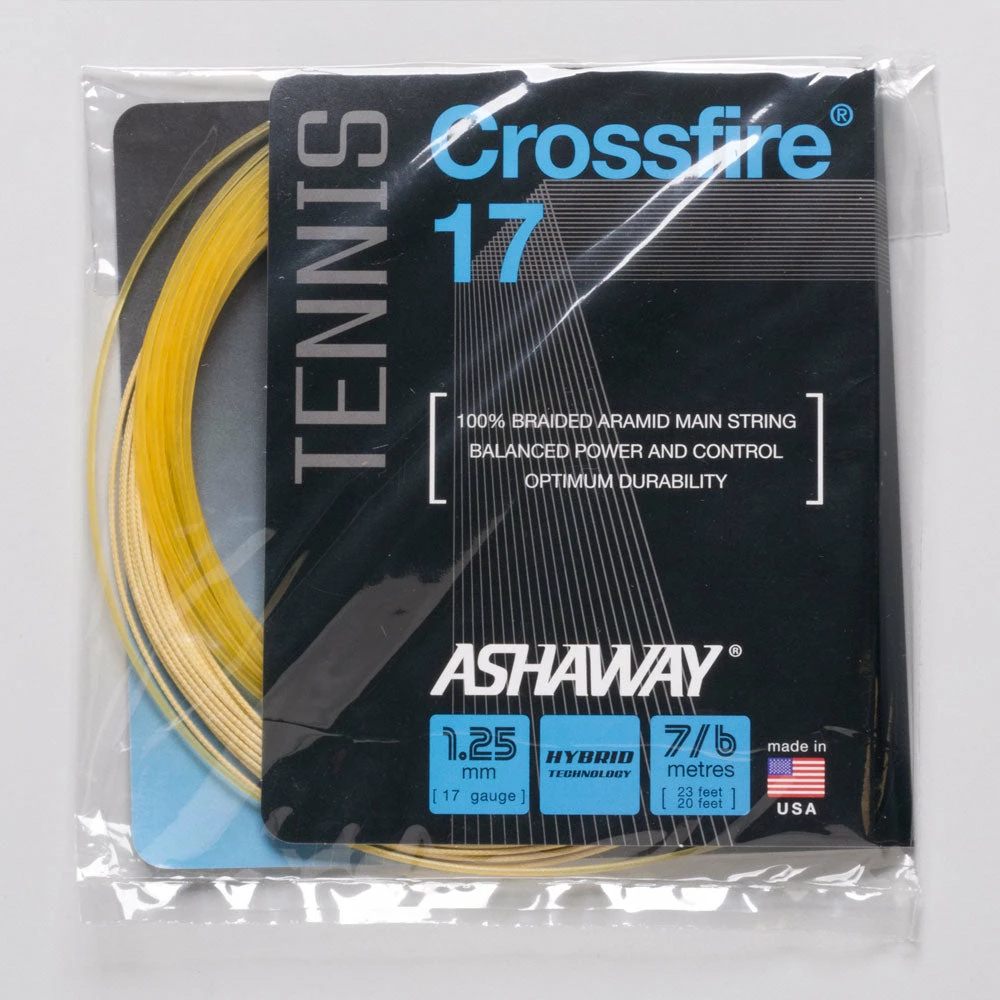 TENNIS
Crossfire®
17
100% BRAIDED ARAMID MAIN STRING
BALANCED POWER AND CONTROL
OPTIMUM DURABILITY
ASHAWAY®
1.25
mm
[ 17 gauge ]
HYBRID
TECHNOLOGY
7/6
metres
[ 23 feet
20 feet ]
made in
USA